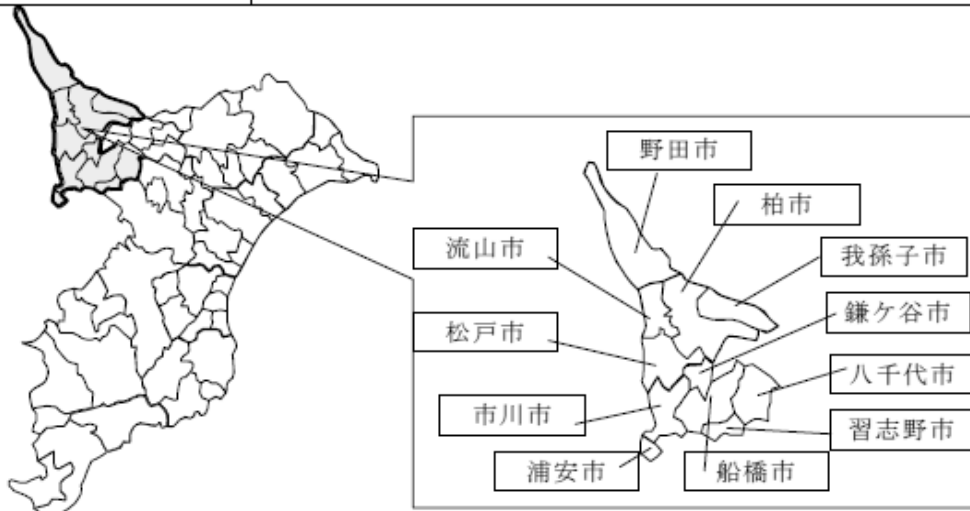 野田市
柏市
流山市
我孫子市
鎌ケ谷市
松戸市
八千代市
市川市
習志野市
浦安市
船橋市